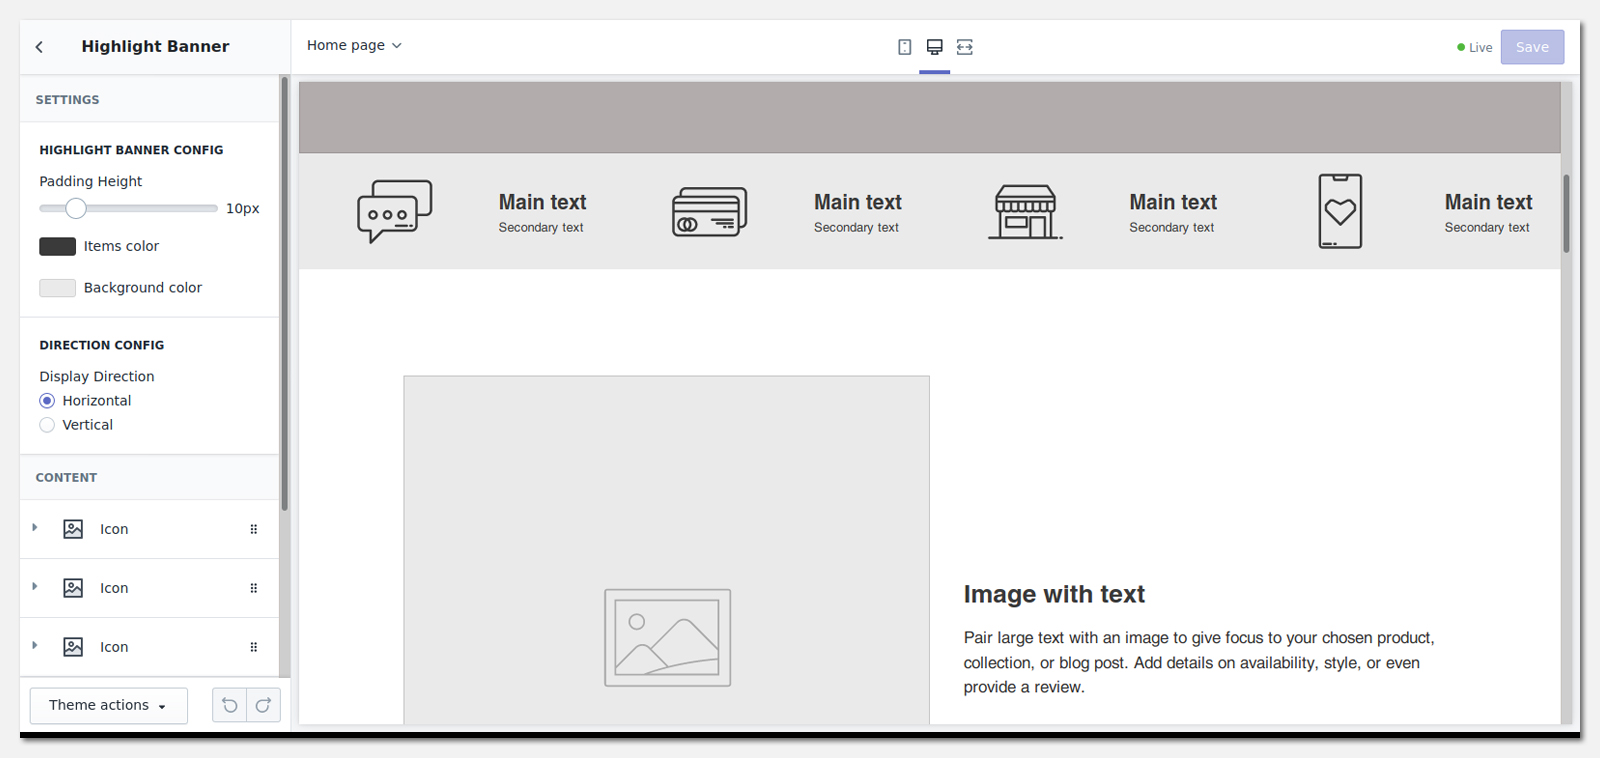 Highlight Banner
Home page
Live
Save
SETTINGS
HIGHLIGHT BANNER CONFIG
Padding Height
10px
Items color
Background color
DIRECTION CONFIG
Display Direction
Horizontal
Vertical
CONTENT
Icon
Icon
Icon
Theme actions
Main text
Secondary text
Main text
Secondary text
Main text
Secondary text
Main text
Secondary text
Image with text
Pair large text with an image to give focus to your chosen product,
collection, or blog post. Add details on availability, style, or even
provide a review.